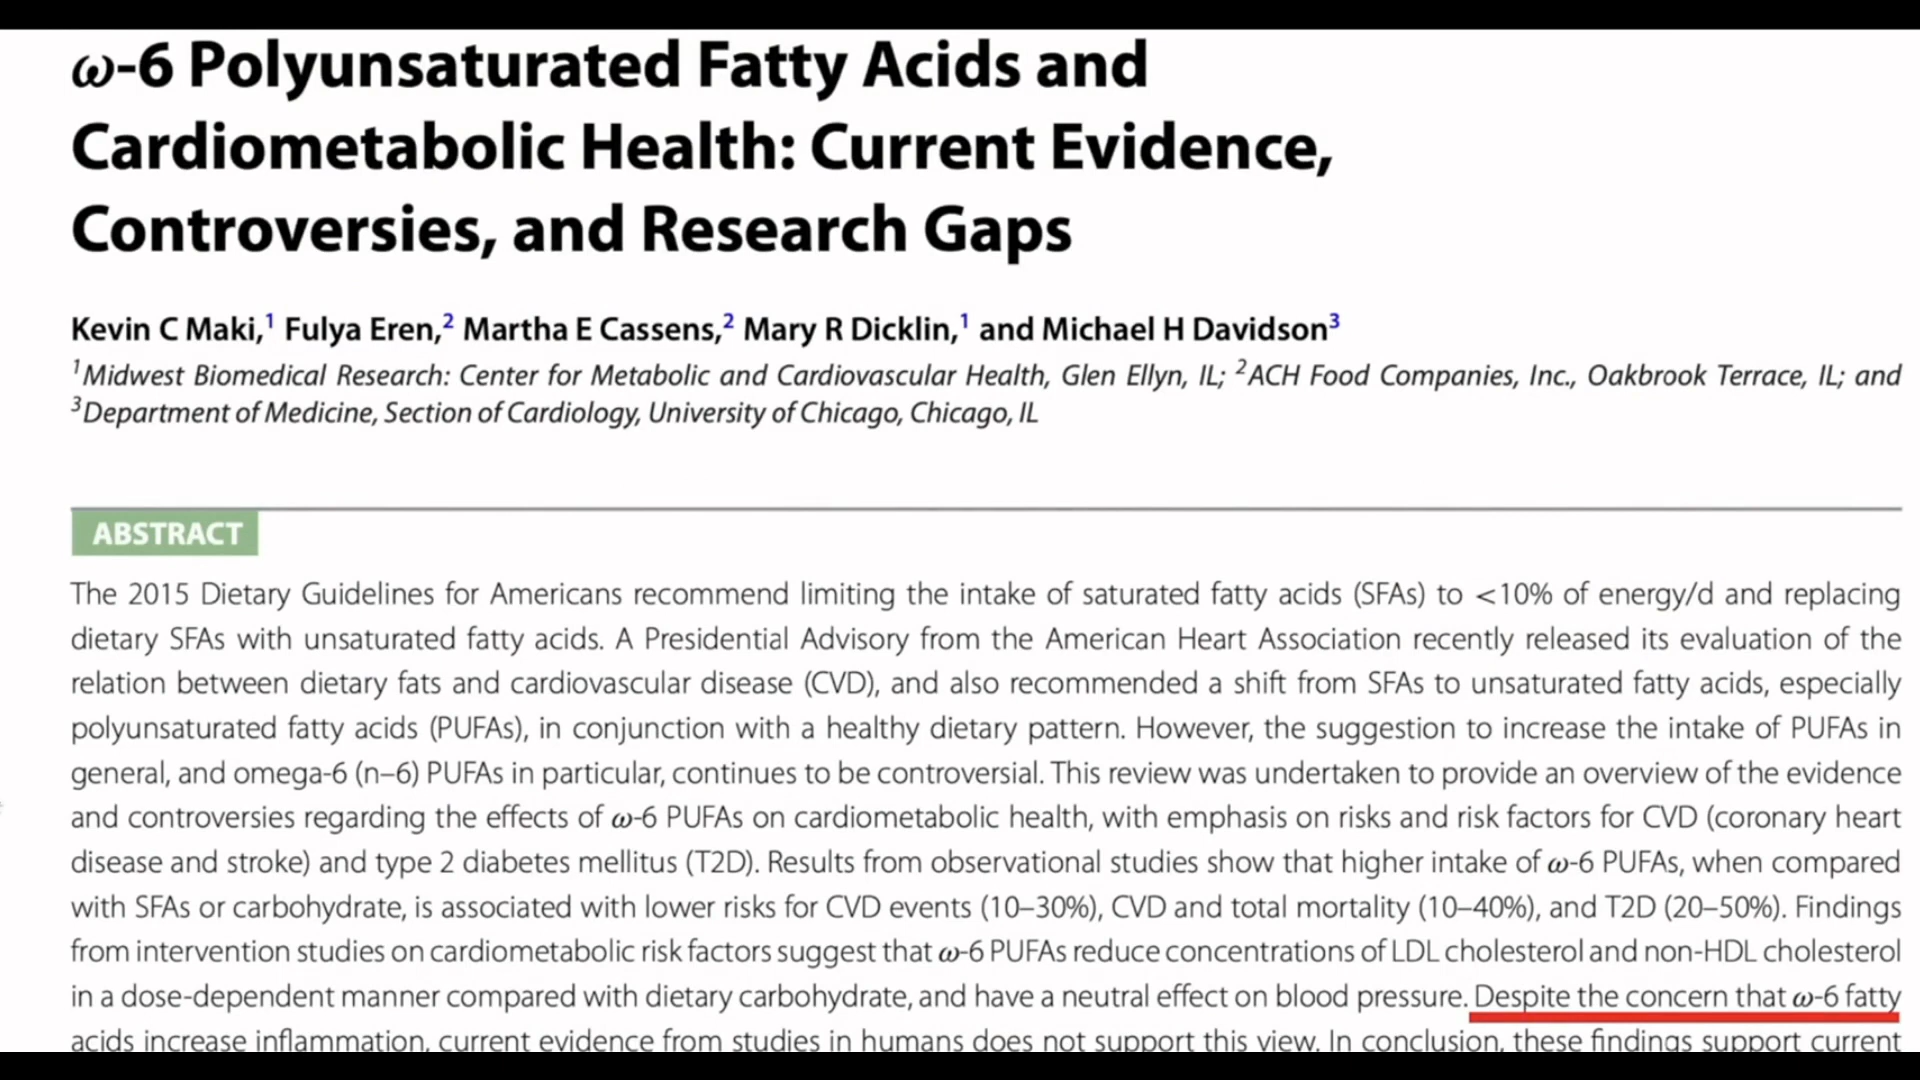 ω-6 Polyunsaturated Fatty Acids and
Cardiometabolic Health: Current Evidence,
Controversies, and Research Gaps
Kevin C Maki,1 Fulya Eren,2 Martha E Cassens,2 Mary R Dicklin,1 and Michael H Davidson3
1Midwest Biomedical Research: Center for Metabolic and Cardiovascular Health, Glen Ellyn, IL; 2ACH Food Companies, Inc., Oakbrook Terrace, IL; and
3Department of Medicine, Section of Cardiology, University of Chicago, Chicago, IL
ABSTRACT
The 2015 Dietary Guidelines for Americans recommend limiting the intake of saturated fatty acids (SFAs) to <10% of energy/d and replacing
dietary SFAs with unsaturated fatty acids. A Presidential Advisory from the American Heart Association recently released its evaluation of the
relation between dietary fats and cardiovascular disease (CVD), and also recommended a shift from SFAs to unsaturated fatty acids, especially
polyunsaturated fatty acids (PUFAs), in conjunction with a healthy dietary pattern. However, the suggestion to increase the intake of PUFAs in
general, and omega-6 (n–6) PUFAs in particular, continues to be controversial. This review was undertaken to provide an overview of the evidence
and controversies regarding the effects of ω-6 PUFAs on cardiometabolic health, with emphasis on risks and risk factors for CVD (coronary heart
disease and stroke) and type 2 diabetes mellitus (T2D). Results from observational studies show that higher intake of ω-6 PUFAs, when compared
with SFAs or carbohydrate, is associated with lower risks for CVD events (10–30%), CVD and total mortality (10–40%), and T2D (20–50%). Findings
from intervention studies on cardiometabolic risk factors suggest that ω-6 PUFAs reduce concentrations of LDL cholesterol and non-HDL cholesterol
in a dose-dependent manner compared with dietary carbohydrate, and have a neutral effect on blood pressure. Despite the concern that ω-6 fatty
acids increase inflammation, current evidence from studies in humans does not support this view. In conclusion, these findings support current